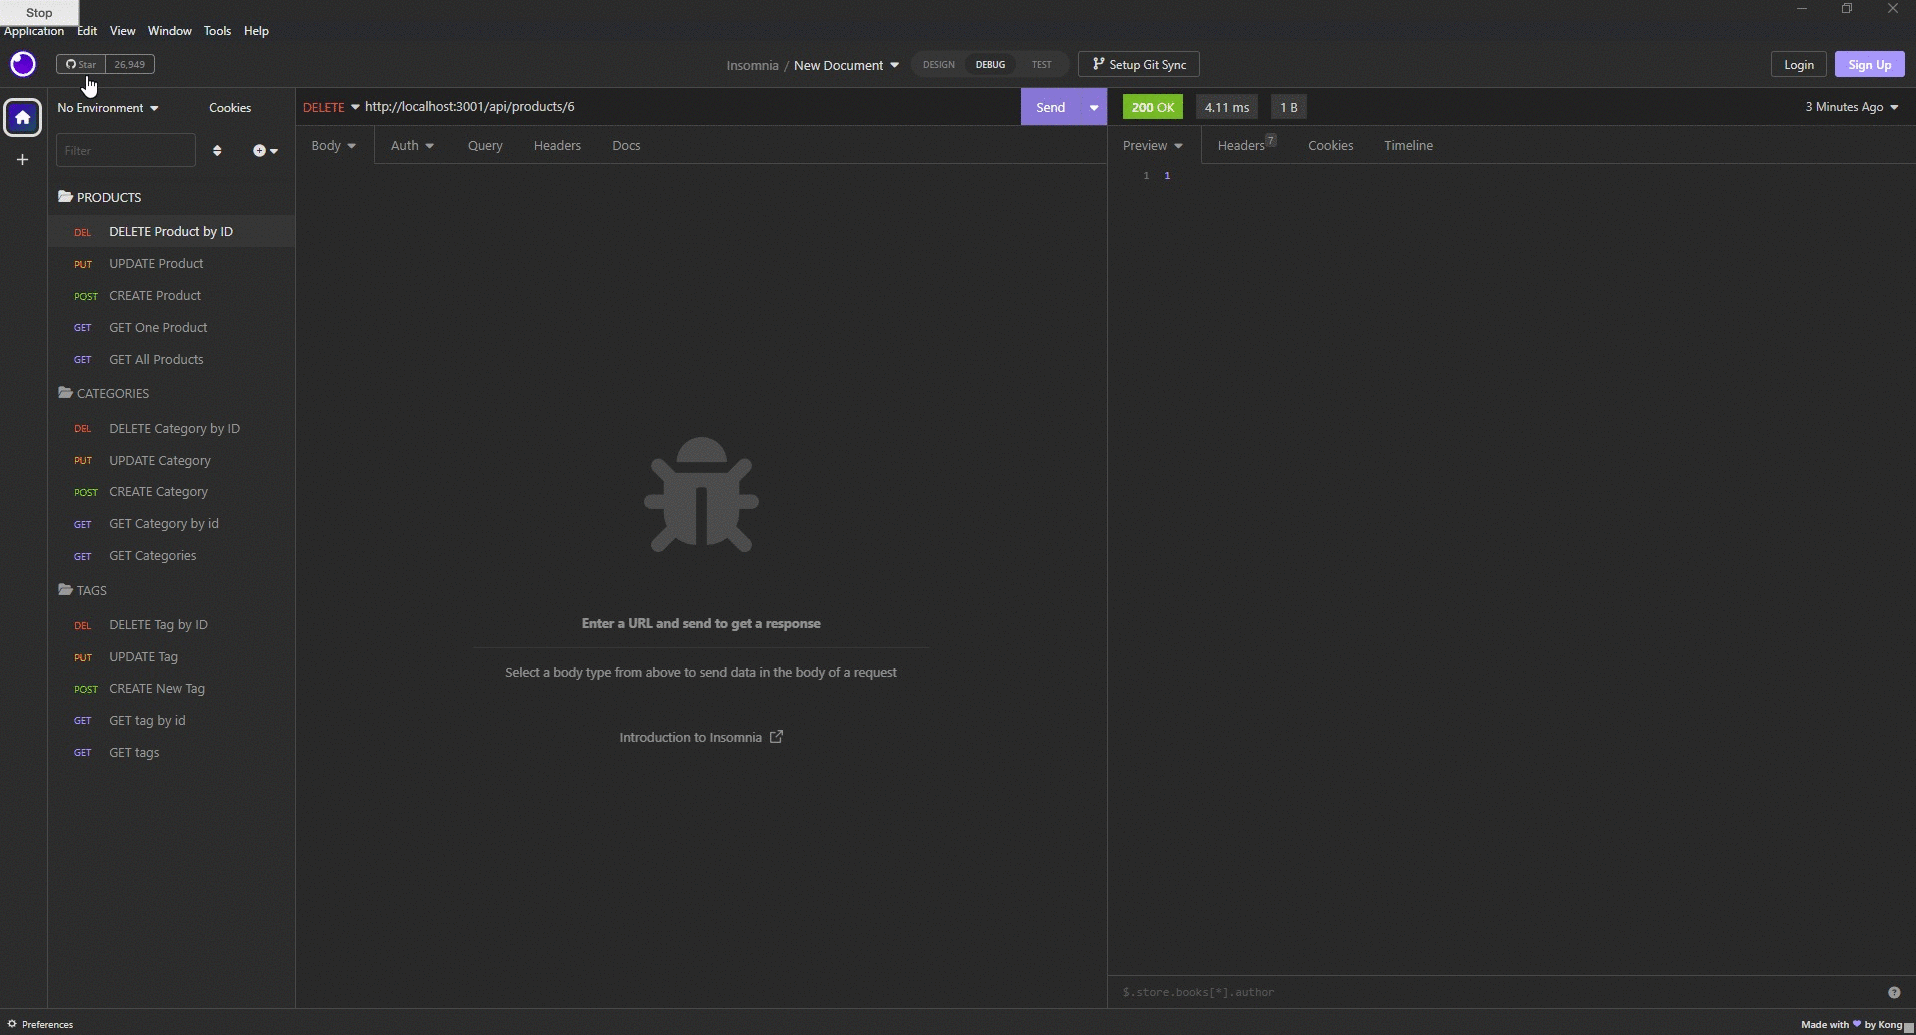 Stop
Application Edit View Window Tools Help
Star 26,949
Insomnia / New Document
DESIGN DEBUG TEST
Setup Git Sync
Login Sign Up
No Environment Cookies
DELETE http://localhost:3001/api/products/6
Send
200 OK 4.11 ms 1 B
3 Minutes Ago
Filter
Body Auth Query Headers Docs
Preview Headers 7 Cookies Timeline
1 1
PRODUCTS
DEL DELETE Product by ID
PUT UPDATE Product
POST CREATE Product
GET GET One Product
GET GET All Products
CATEGORIES
DEL DELETE Category by ID
PUT UPDATE Category
POST CREATE Category
GET GET Category by id
GET GET Categories
TAGS
DEL DELETE Tag by ID
PUT UPDATE Tag
POST CREATE New Tag
GET GET tag by id
GET GET tags
Enter a URL and send to get a response
Select a body type from above to send data in the body of a request
Introduction to Insomnia
$.store.books[*].author
?
Preferences
Made with ♥ by Kong